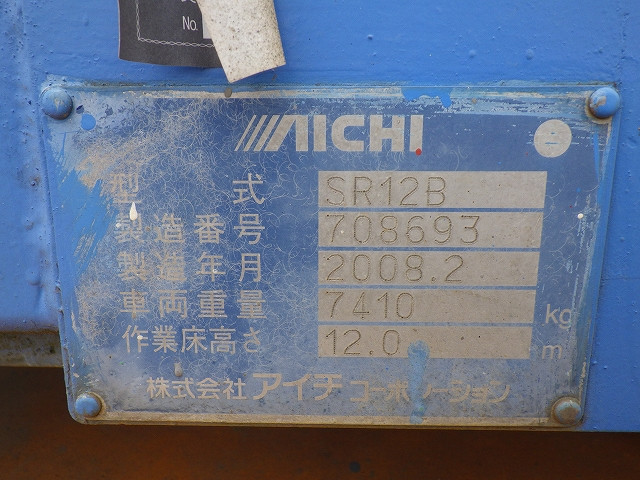 No.
AICHI
型式 SR12B
製造番号 708693
製造年月 2008.2
車両重量 7410 kg
作業床高さ 12.0 m
株式会社アイチコーポレーション